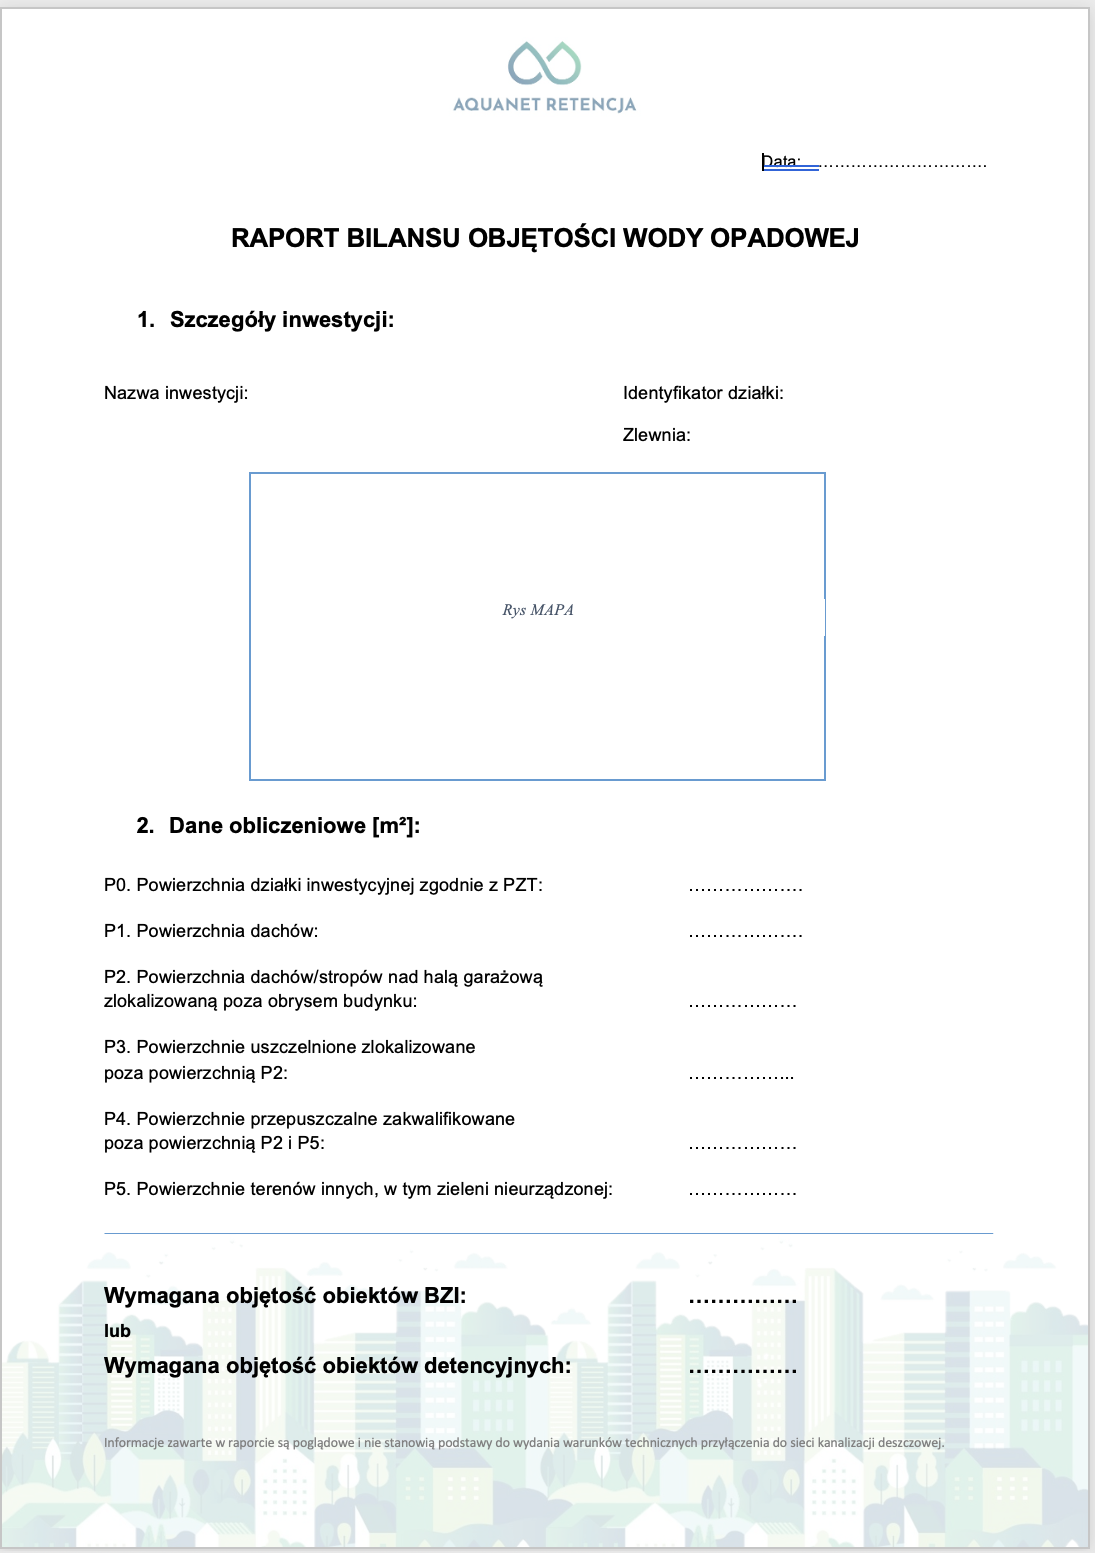 AQUANET RETENCJA
Data: ………………………….
RAPORT BILANSU OBJĘTOŚCI WODY OPADOWEJ
1. Szczegóły inwestycji:
Nazwa inwestycji: Identyfikator działki:
Zlewnia:
Rys MAPA
2. Dane obliczeniowe [m²]:
P0. Powierzchnia działki inwestycyjnej zgodnie z PZT: ……………….
P1. Powierzchnia dachów: ……………….
P2. Powierzchnia dachów/stropów nad halą garażową
zlokalizowaną poza obrysem budynku: ………………
P3. Powierzchnie uszczelnione zlokalizowane
poza powierzchnią P2: ……………...
P4. Powierzchnie przepuszczalne zakwalifikowane
poza powierzchnią P2 i P5: ………………
P5. Powierzchnie terenów innych, w tym zieleni nieurządzonej: ………………
Wymagana objętość obiektów BZI: ……………
lub
Wymagana objętość obiektów detencyjnych: ……………
Informacje zawarte w raporcie są poglądowe i nie stanowią podstawy do wydania warunków technicznych przyłączenia do sieci kanalizacji deszczowej.